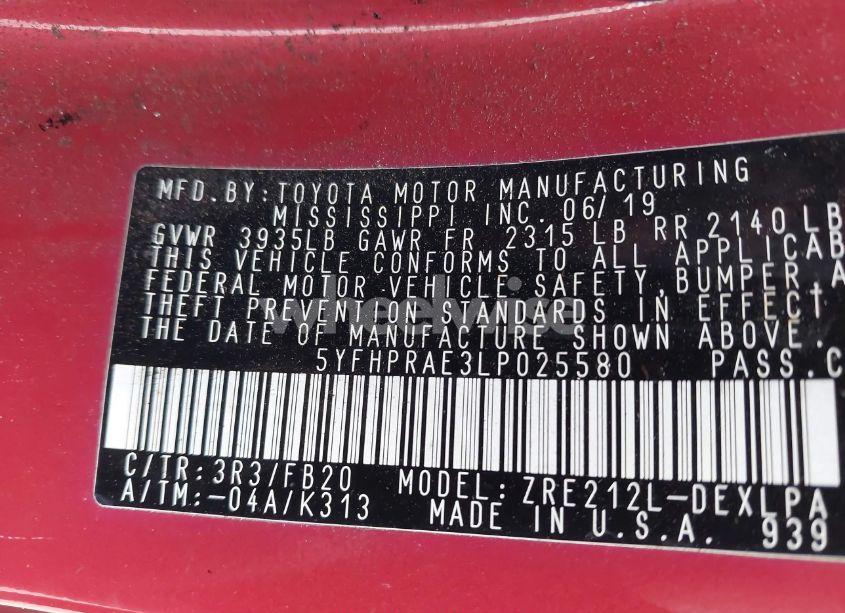 MFD.BY:TOYOTA MOTOR MANUFACTURING
MISSISSIPPI INC. 06/19
GVWR 3935LB GAWR FR 2315 LB RR 2140 LB
THIS VEHICLE CONFORMS TO ALL APPLICAB
FEDERAL MOTOR VEHICLE SAFETY,BUMPER,A
THEFT PREVENTION STANDARDS IN EFFECT
THE DATE OF MANUFACTURE SHOWN ABOVE.
5YFHPRAE3LP025580 PASS.C
C/TR:3R3/FB20 MODEL:ZRE212L-DEXLPA
A/TM:-04A/K313 MADE IN U.S.A. 939
wheelwise